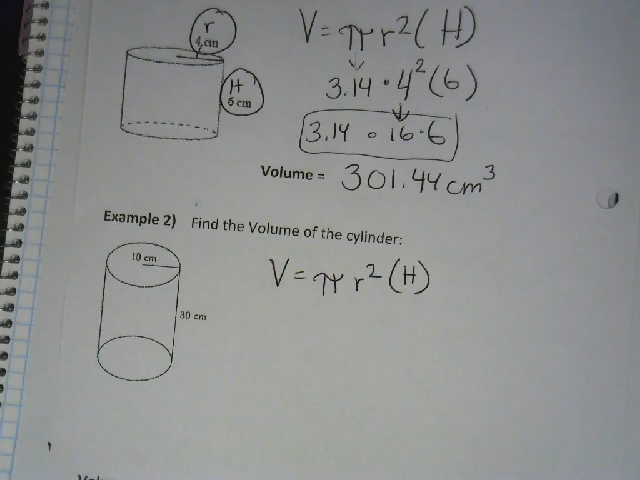 r
4 cm
H
6 cm
V = πr²(H)
3.14 · 4²(6)
3.14 · 16 · 6
Volume = 301.44 cm³
Example 2) Find the Volume of the cylinder:
10 cm
30 cm
V = πr²(H)